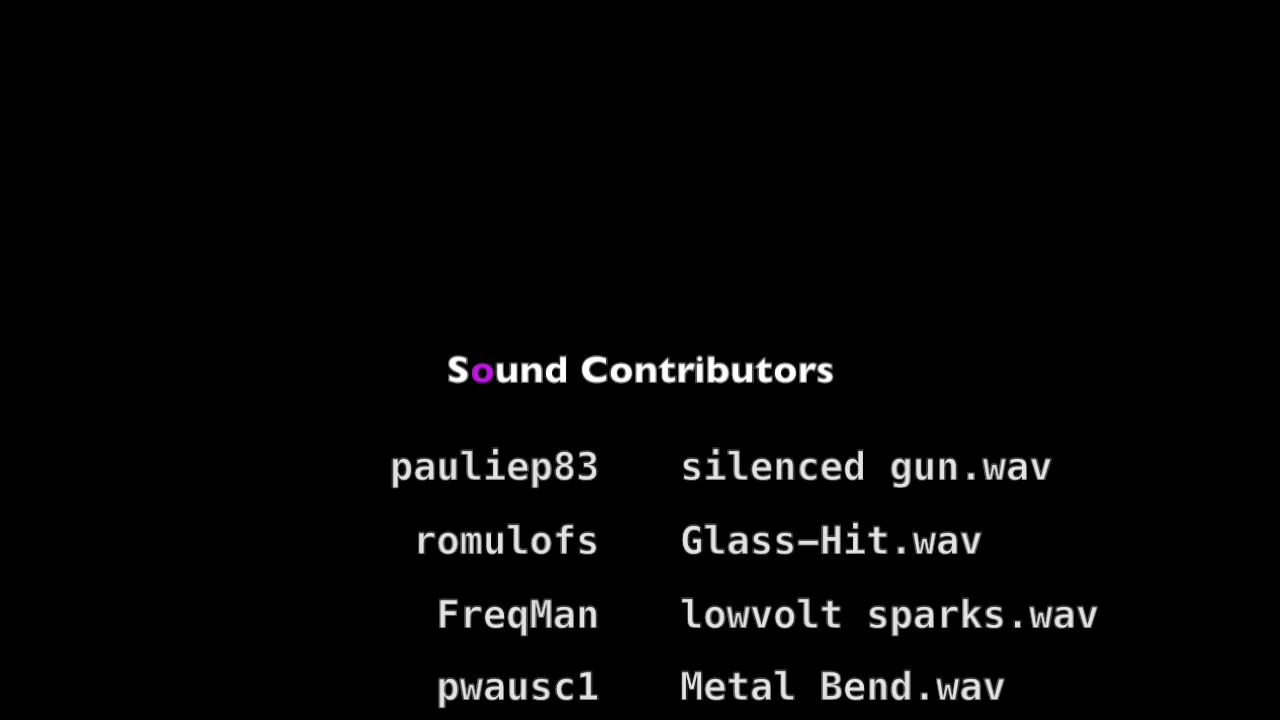 Sound Contributors
pauliep83 silenced gun.wav
romulofs Glass-Hit.wav
FreqMan lowvolt sparks.wav
pwausc1 Metal Bend.wav